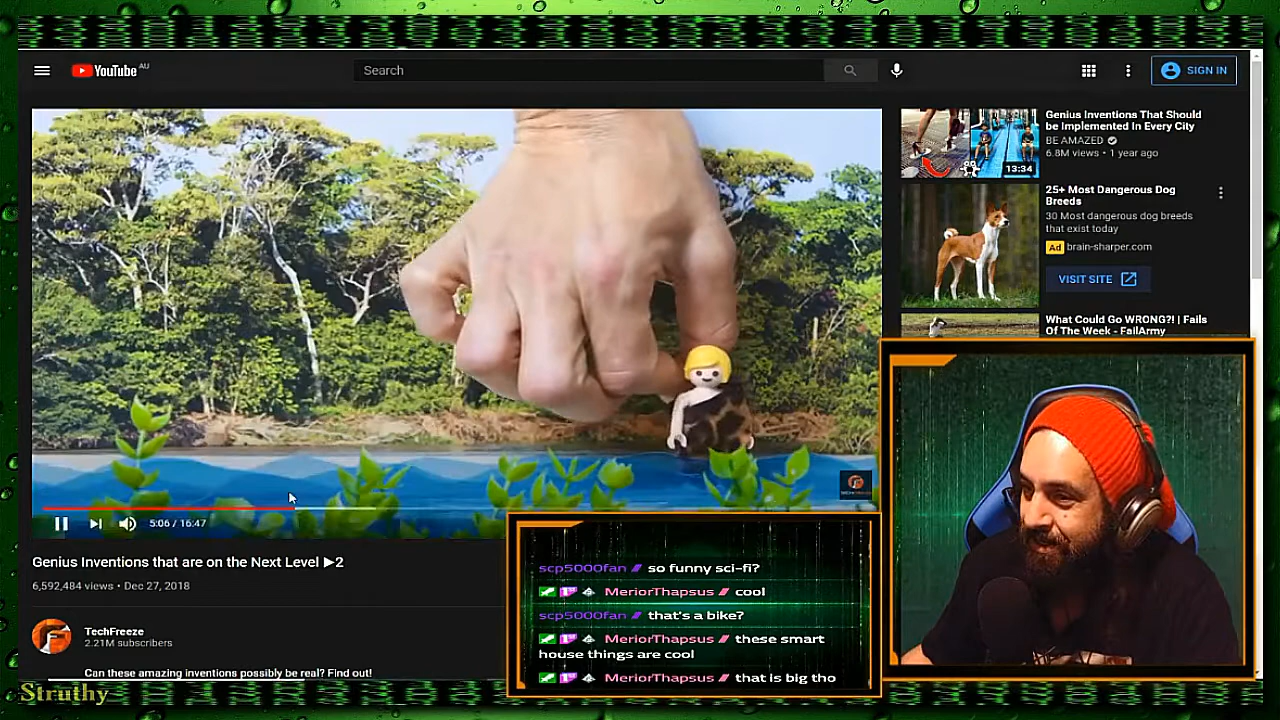 YouTube AU
Search
SIGN IN
Genius Inventions That Should
be Implemented In Every City
BE AMAZED
6.8M views • 1 year ago
13:34
25+ Most Dangerous Dog
Breeds
30 Most dangerous dog breeds
that exist today
Ad brain-sharper.com
VISIT SITE
What Could Go WRONG?! | Fails
Of The Week - FailArmy
5:06 / 16:47
Genius Inventions that are on the Next Level ▶2
6,592,484 views • Dec 27, 2018
TechFreeze
2.21M subscribers
Can these amazing inventions possibly be real? Find out!
scp5000fan // so funny sci-fi?
MeriorThapsus // cool
scp5000fan // that's a bike?
MeriorThapsus // these smart
house things are cool
MeriorThapsus // that is big tho
Struthy